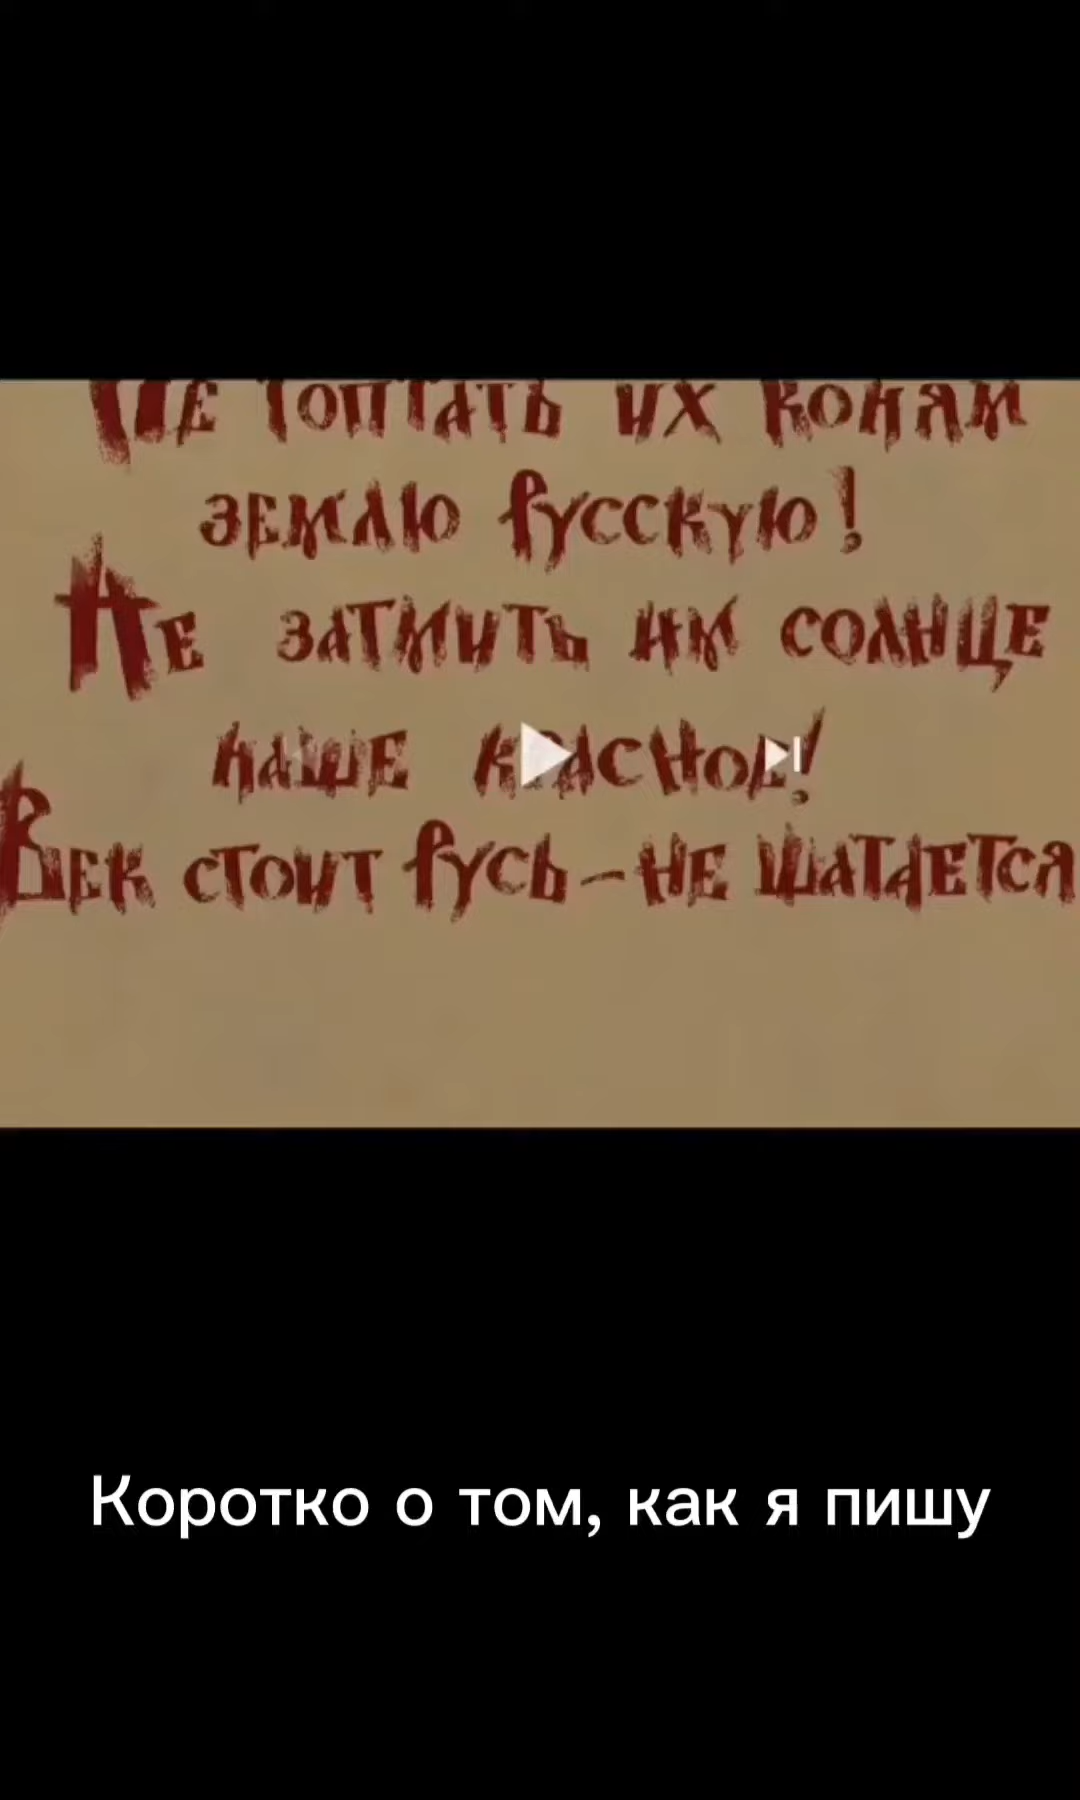 Не топтать их коням
землю русскую!
Не затмить им солнце
наше красное!
Век стоит Русь – не шатается
Коротко о том, как я пишу